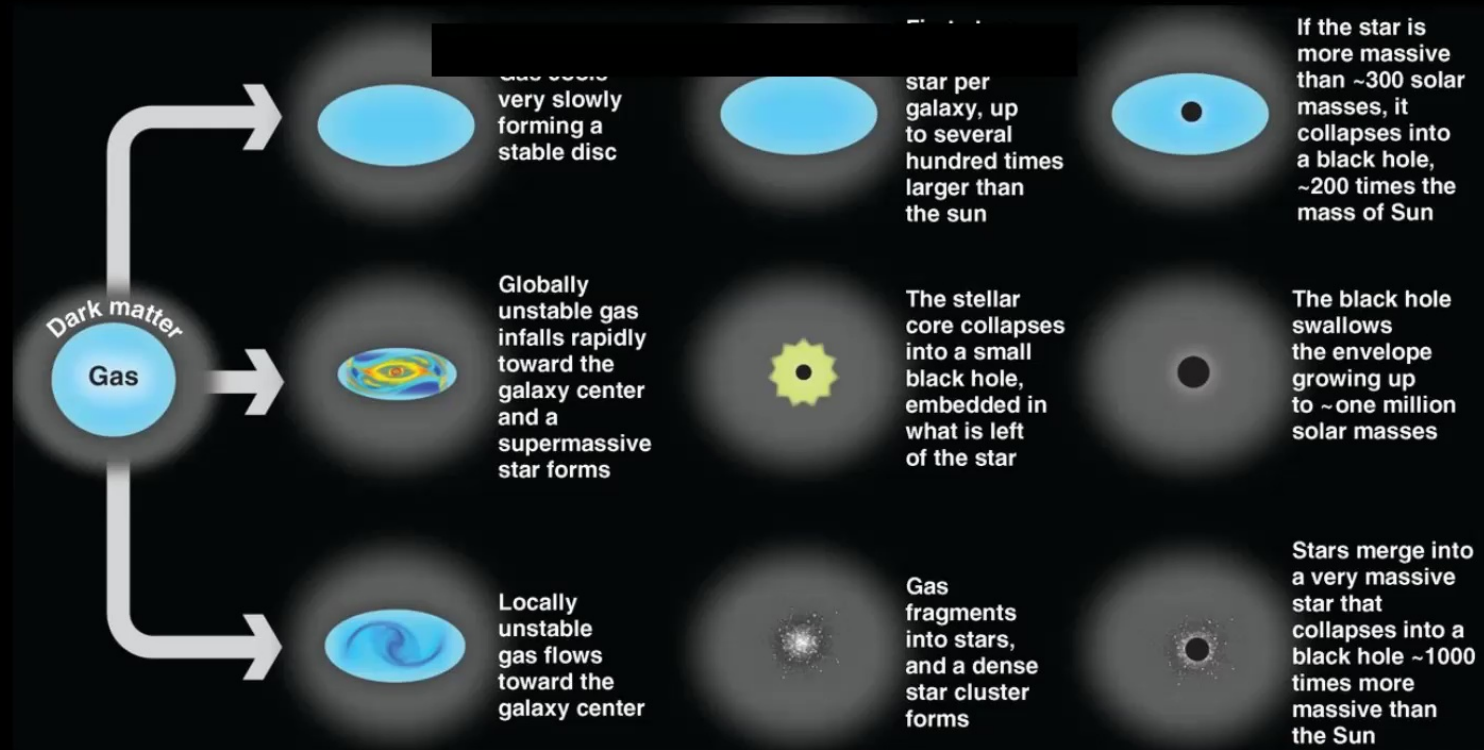 Dark matter
Gas
Gas cools
very slowly
forming a
stable disc
star per
galaxy, up
to several
hundred times
larger than
the sun
If the star is
more massive
than ~300 solar
masses, it
collapses into
a black hole,
~200 times the
mass of Sun
Globally
unstable gas
infalls rapidly
toward the
galaxy center
and a
supermassive
star forms
The stellar
core collapses
into a small
black hole,
embedded in
what is left
of the star
The black hole
swallows
the envelope
growing up
to ~one million
solar masses
Locally
unstable
gas flows
toward the
galaxy center
Gas
fragments
into stars,
and a dense
star cluster
forms
Stars merge into
a very massive
star that
collapses into a
black hole ~1000
times more
massive than
the Sun